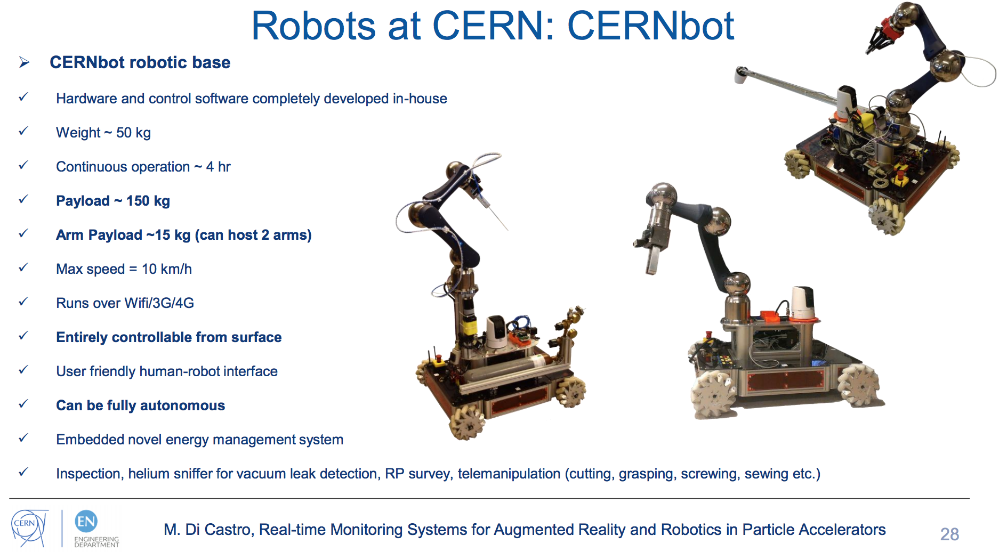 Robots at CERN: CERNbot
➢ CERNbot robotic base
✓ Hardware and control software completely developed in-house
✓ Weight ~ 50 kg
✓ Continuous operation ~ 4 hr
✓ Payload ~ 150 kg
✓ Arm Payload ~15 kg (can host 2 arms)
✓ Max speed = 10 km/h
✓ Runs over Wifi/3G/4G
✓ Entirely controllable from surface
✓ User friendly human-robot interface
✓ Can be fully autonomous
✓ Embedded novel energy management system
✓ Inspection, helium sniffer for vacuum leak detection, RP survey, telemanipulation (cutting, grasping, screwing, sewing etc.)
CERN
EN
ENGINEERING
DEPARTMENT
M. Di Castro, Real-time Monitoring Systems for Augmented Reality and Robotics in Particle Accelerators
28